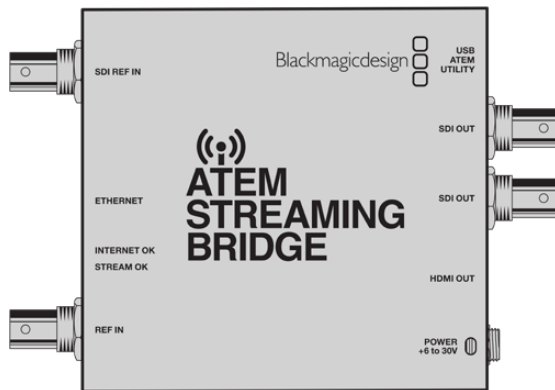 Blackmagicdesign
USB
ATEM
UTILITY
SDI REF IN
SDI OUT
ATEM
STREAMING
BRIDGE
ETHERNET
SDI OUT
INTERNET OK
STREAM OK
HDMI OUT
REF IN
POWER
+6 to 30V